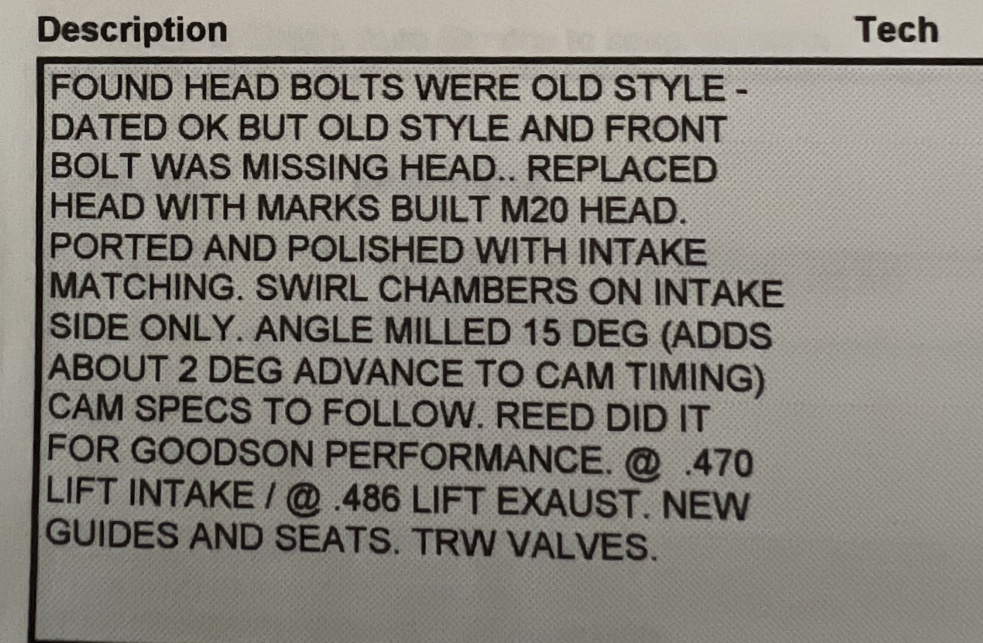 Description Tech
FOUND HEAD BOLTS WERE OLD STYLE -
DATED OK BUT OLD STYLE AND FRONT
BOLT WAS MISSING HEAD.. REPLACED
HEAD WITH MARKS BUILT M20 HEAD.
PORTED AND POLISHED WITH INTAKE
MATCHING. SWIRL CHAMBERS ON INTAKE
SIDE ONLY. ANGLE MILLED 15 DEG (ADDS
ABOUT 2 DEG ADVANCE TO CAM TIMING)
CAM SPECS TO FOLLOW. REED DID IT
FOR GOODSON PERFORMANCE. @ .470
LIFT INTAKE / @ .486 LIFT EXAUST. NEW
GUIDES AND SEATS. TRW VALVES.